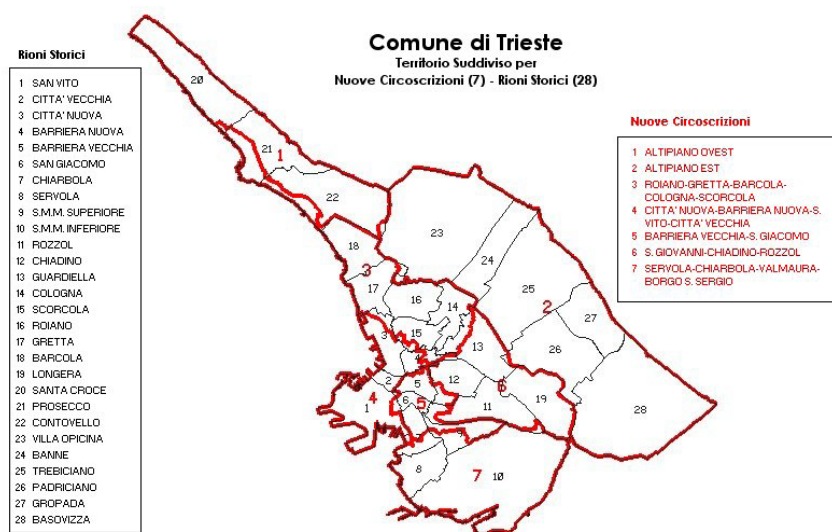 Comune di Trieste
Territorio Suddiviso per
Nuove Circoscrizioni (7) - Rioni Storici (28)
Rioni Storici
1 SAN VITO
2 CITTA' VECCHIA
3 CITTA' NUOVA
4 BARRIERA NUOVA
5 BARRIERA VECCHIA
6 SAN GIACOMO
7 CHIARBOLA
8 SERVOLA
9 S.M.M. SUPERIORE
10 S.M.M. INFERIORE
11 ROZZOL
12 CHIADINO
13 GUARDIELLA
14 COLOGNA
15 SCORCOLA
16 ROIANO
17 GRETTA
18 BARCOLA
19 LONGERA
20 SANTA CROCE
21 PROSECCO
22 CONTOVELLO
23 VILLA OPICINA
24 BANNE
25 TREBICIANO
26 PADRICIANO
27 GROPADA
28 BASOVIZZA
Nuove Circoscrizioni
1 ALTIPIANO OVEST
2 ALTIPIANO EST
3 ROIANO-GRETTA-BARCOLA-
COLOGNA-SCORCOLA
4 CITTA' NUOVA-BARRIERA NUOVA-S.
VITO-CITTA' VECCHIA
5 BARRIERA VECCHIA-S. GIACOMO
6 S. GIOVANNI-CHIADINO-ROZZOL
7 SERVOLA-CHIARBOLA-VALMAURA-
BORGO S. SERGIO
20
21
1
22
23
18
3
24
17
16
25
2
27
14
15
3
13
26
4
2
5
12
6
19
4
1
6
5
11
28
8
7
10